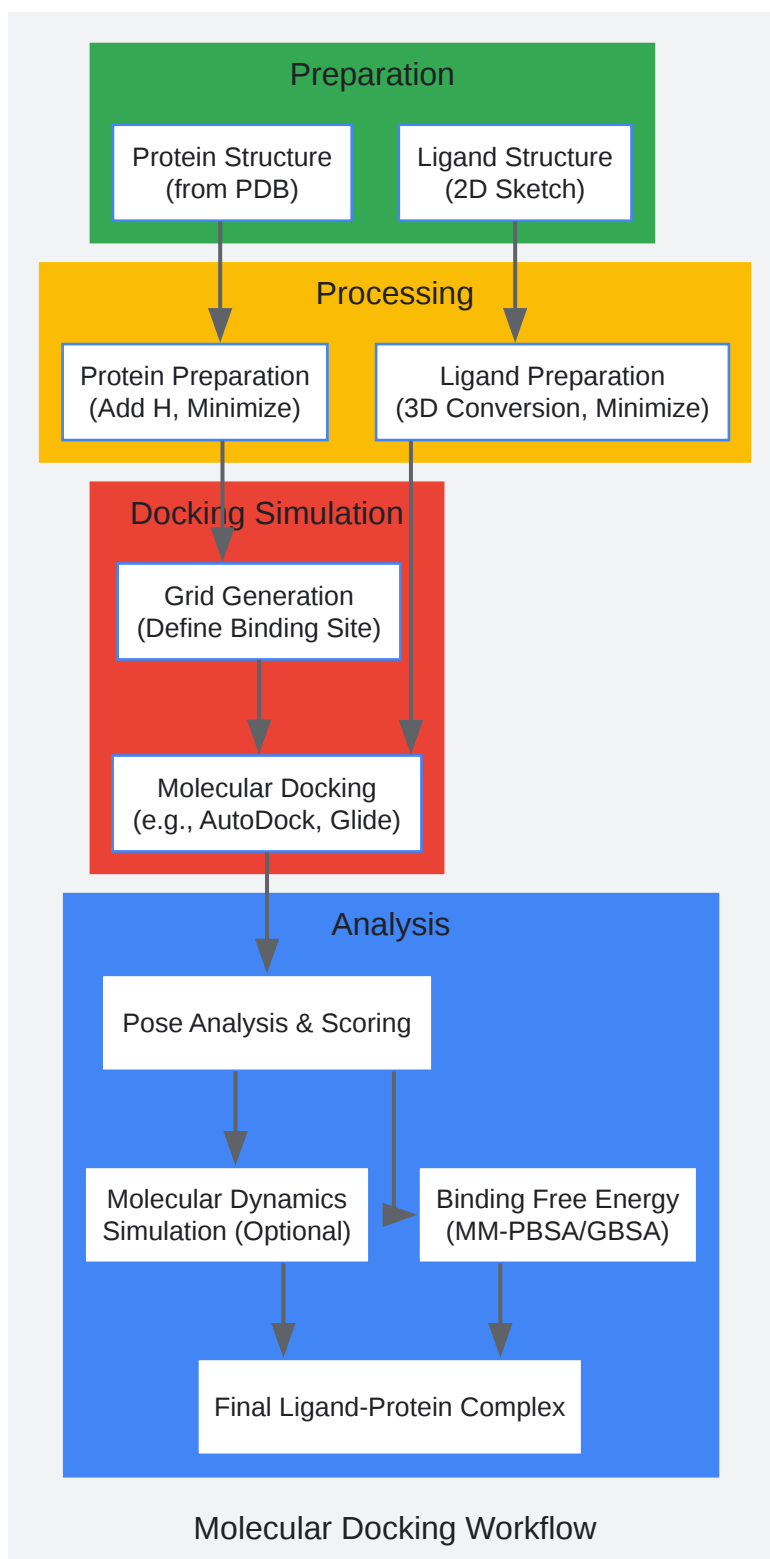 Preparation
Protein Structure
(from PDB)
Ligand Structure
(2D Sketch)
Processing
Protein Preparation
(Add H, Minimize)
Ligand Preparation
(3D Conversion, Minimize)
Docking Simulation
Grid Generation
(Define Binding Site)
Molecular Docking
(e.g., AutoDock, Glide)
Analysis
Pose Analysis & Scoring
Molecular Dynamics
Simulation (Optional)
Binding Free Energy
(MM-PBSA/GBSA)
Final Ligand-Protein Complex
Molecular Docking Workflow